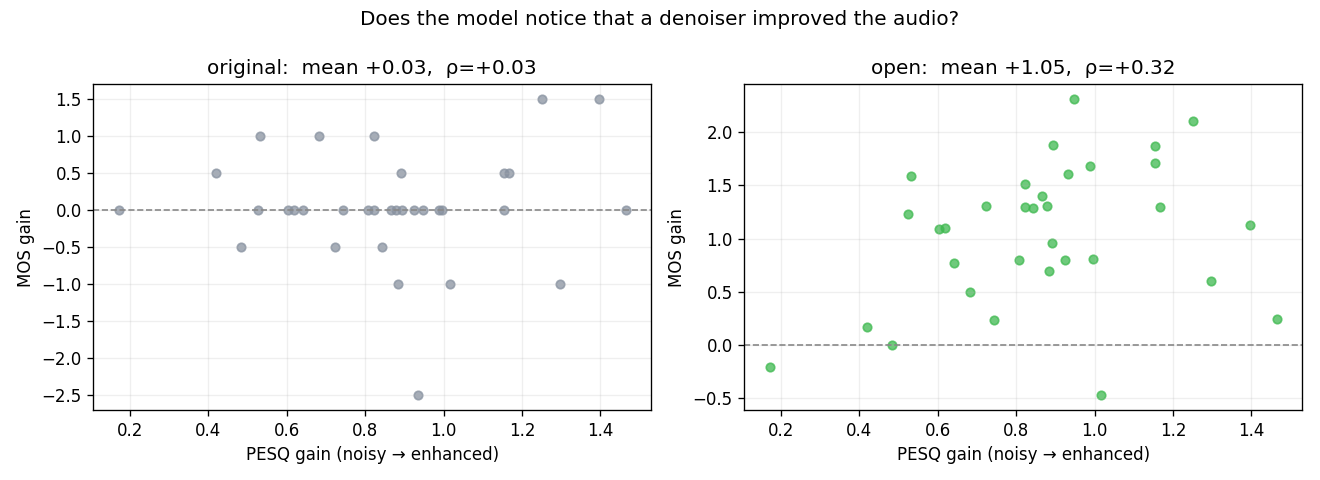 Does the model notice that a denoiser improved the audio?
original:  mean +0.03,  ρ=+0.03
MOS gain
1.5
1.0
0.5
0.0
−0.5
−1.0
−1.5
−2.0
−2.5
0.2 0.4 0.6 0.8 1.0 1.2 1.4
PESQ gain (noisy → enhanced)
open:  mean +1.05,  ρ=+0.32
MOS gain
2.0
1.5
1.0
0.5
0.0
−0.5
0.2 0.4 0.6 0.8 1.0 1.2 1.4
PESQ gain (noisy → enhanced)